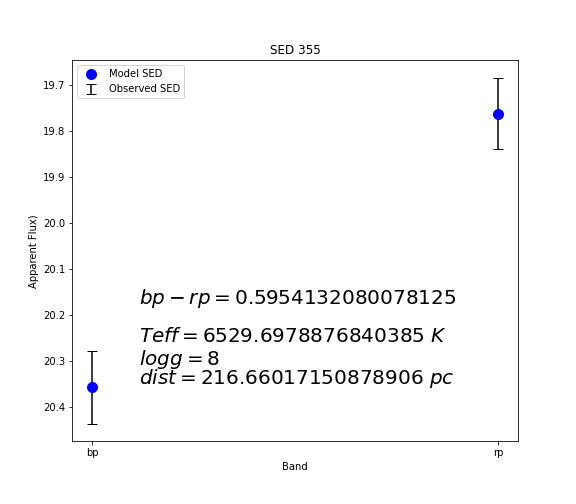 SED 355
Model SED
Observed SED
19.7
19.8
19.9
20.0
20.1
20.2
20.3
20.4
Apparent Flux)
bp − rp = 0.5954132080078125
Teff = 6529.6978876840385 K
logg = 8
dist = 216.66017150878906 pc
bp
rp
Band